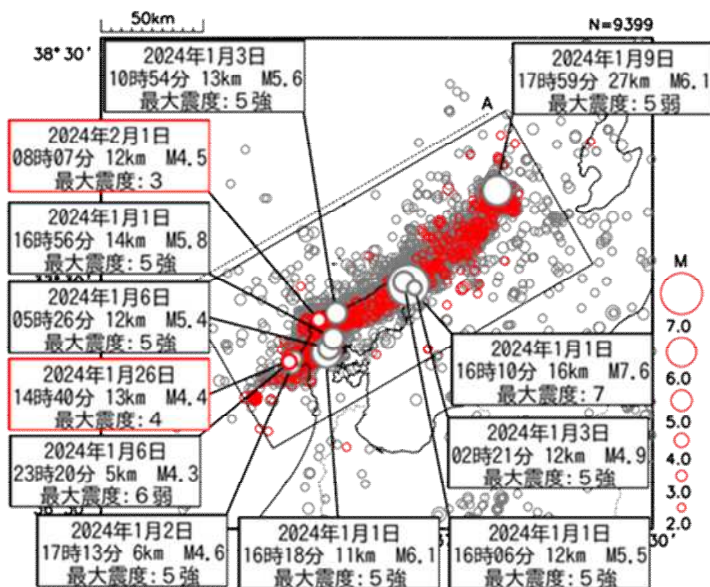 50km
N=9399
38°30′
2024年1月3日
10時54分 13km M5.6
最大震度:5強
2024年1月9日
17時59分 27km M6.1
最大震度:5弱
A
2024年2月1日
08時07分 12km M4.5
最大震度:3
2024年1月1日
16時56分 14km M5.8
最大震度:5強
2024年1月6日
05時26分 12km M5.4
最大震度:5強
2024年1月26日
14時40分 13km M4.4
最大震度:4
2024年1月6日
23時20分 5km M4.3
最大震度:6弱
2024年1月2日
17時13分 6km M4.6
最大震度:5強
2024年1月1日
16時18分 11km M6.1
最大震度:5強
2024年1月1日
16時06分 12km M5.5
最大震度:5強
2024年1月3日
02時21分 12km M4.9
最大震度:5強
2024年1月1日
16時10分 16km M7.6
最大震度:7
M
7.0
6.0
5.0
4.0
3.0
2.0
30′